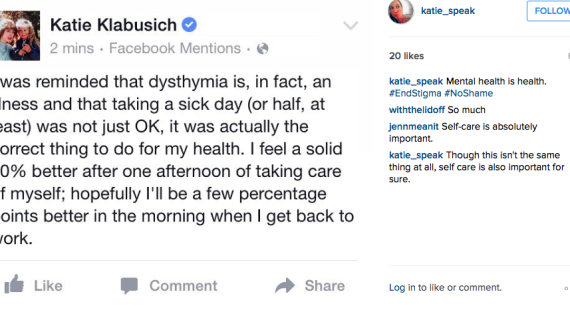 Katie Klabusich
2 mins · Facebook Mentions ·
was reminded that dysthymia is, in fact, an
lness and that taking a sick day (or half, at
east) was not just OK, it was actually the
orrect thing to do for my health. I feel a solid
0% better after one afternoon of taking care
f myself; hopefully I'll be a few percentage
oints better in the morning when I get back to
ork.
Like
Comment
Share
katie_speak
FOLLOW
20 likes
katie_speak Mental health is health.
#EndStigma #NoShame
withthelidoff So much
jennmeanit Self-care is absolutely
important.
katie_speak Though this isn't the same
thing at all, self care is also important for
sure.
Log in to like or comment.